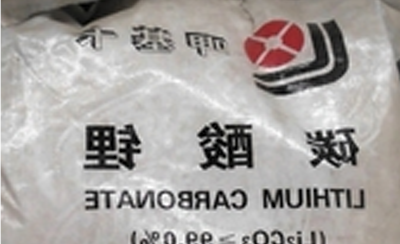 碳酸锂
LITHIUM CARBONATE
(Li₂CO₃≥99.0%)